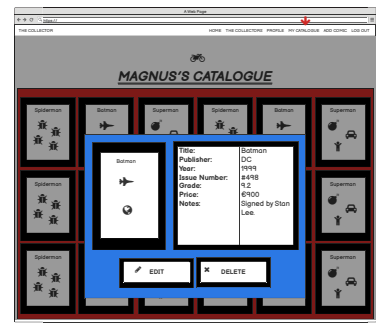 A Web Page
https://
THE COLLECTOR HOME THE COLLECTORS PROFILE MY CATALOGUE ADD COMIC LOG OUT
MAGNUS'S CATALOGUE
Spiderman Batman Superman Spiderman Batman Superman
Batman
Title: Batman
Publisher: DC
Year: 1999
Issue Number: #498
Grade: 9.2
Price: €900
Notes: Signed by Stan
Lee.
Spiderman Superman
EDIT DELETE
Spiderman Superman